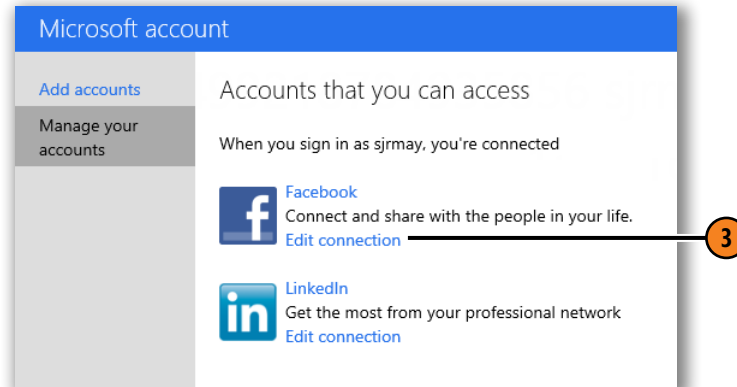 Microsoft account
Add accounts
Manage your
accounts
Accounts that you can access
When you sign in as sjrmay, you're connected
f
Facebook
Connect and share with the people in your life.
Edit connection
3
in
LinkedIn
Get the most from your professional network
Edit connection